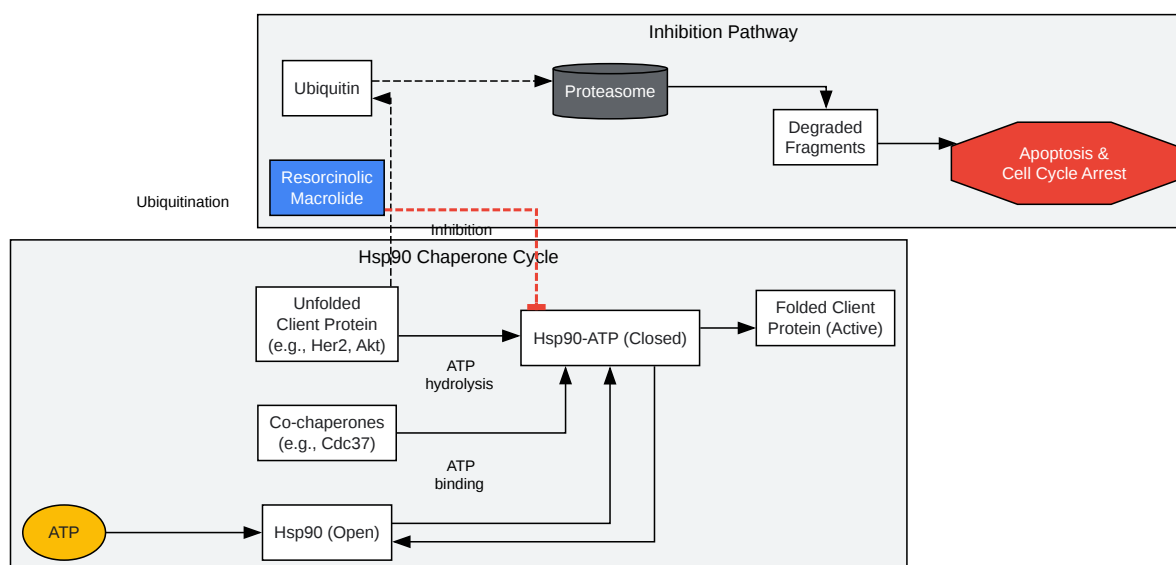 Inhibition Pathway
Ubiquitin
Proteasome
Degraded
Fragments
Apoptosis &
Cell Cycle Arrest
Resorcinolic
Macrolide
Ubiquitination
Inhibition
Hsp90 Chaperone Cycle
Unfolded
Client Protein
(e.g., Her2, Akt)
Hsp90-ATP (Closed)
Folded Client
Protein (Active)
ATP
hydrolysis
Co-chaperones
(e.g., Cdc37)
ATP
binding
ATP
Hsp90 (Open)